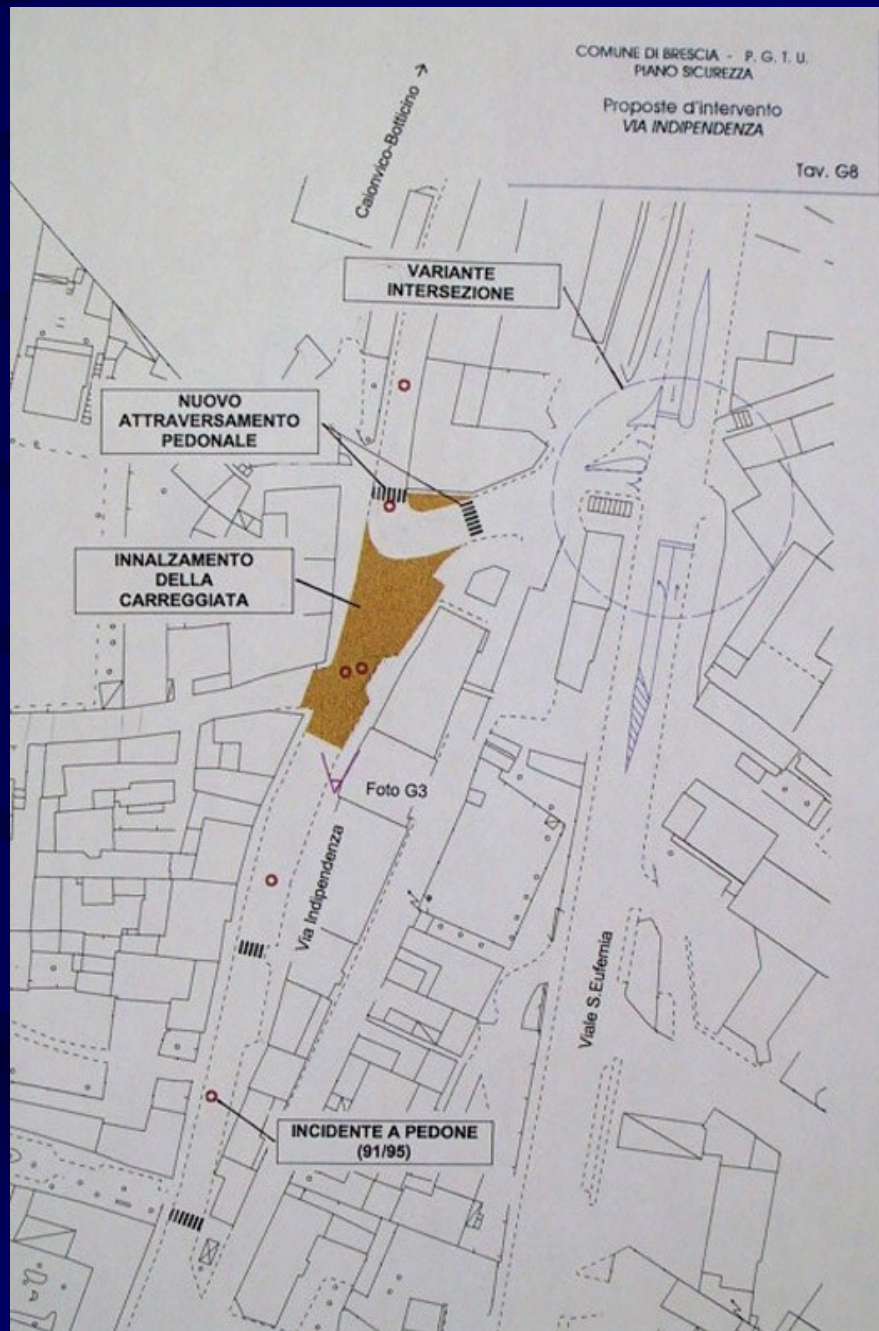 COMUNE DI BRESCIA - P. G. T. U.
PIANO SICUREZZA
Proposte d'intervento
VIA INDIPENDENZA
Tav. G8
Caionvico-Botticino
VARIANTE
INTERSEZIONE
NUOVO
ATTRAVERSAMENTO
PEDONALE
INNALZAMENTO
DELLA
CARREGGIATA
Foto G3
Via Indipendenza
Viale S.Eufemia
INCIDENTE A PEDONE
(91/95)